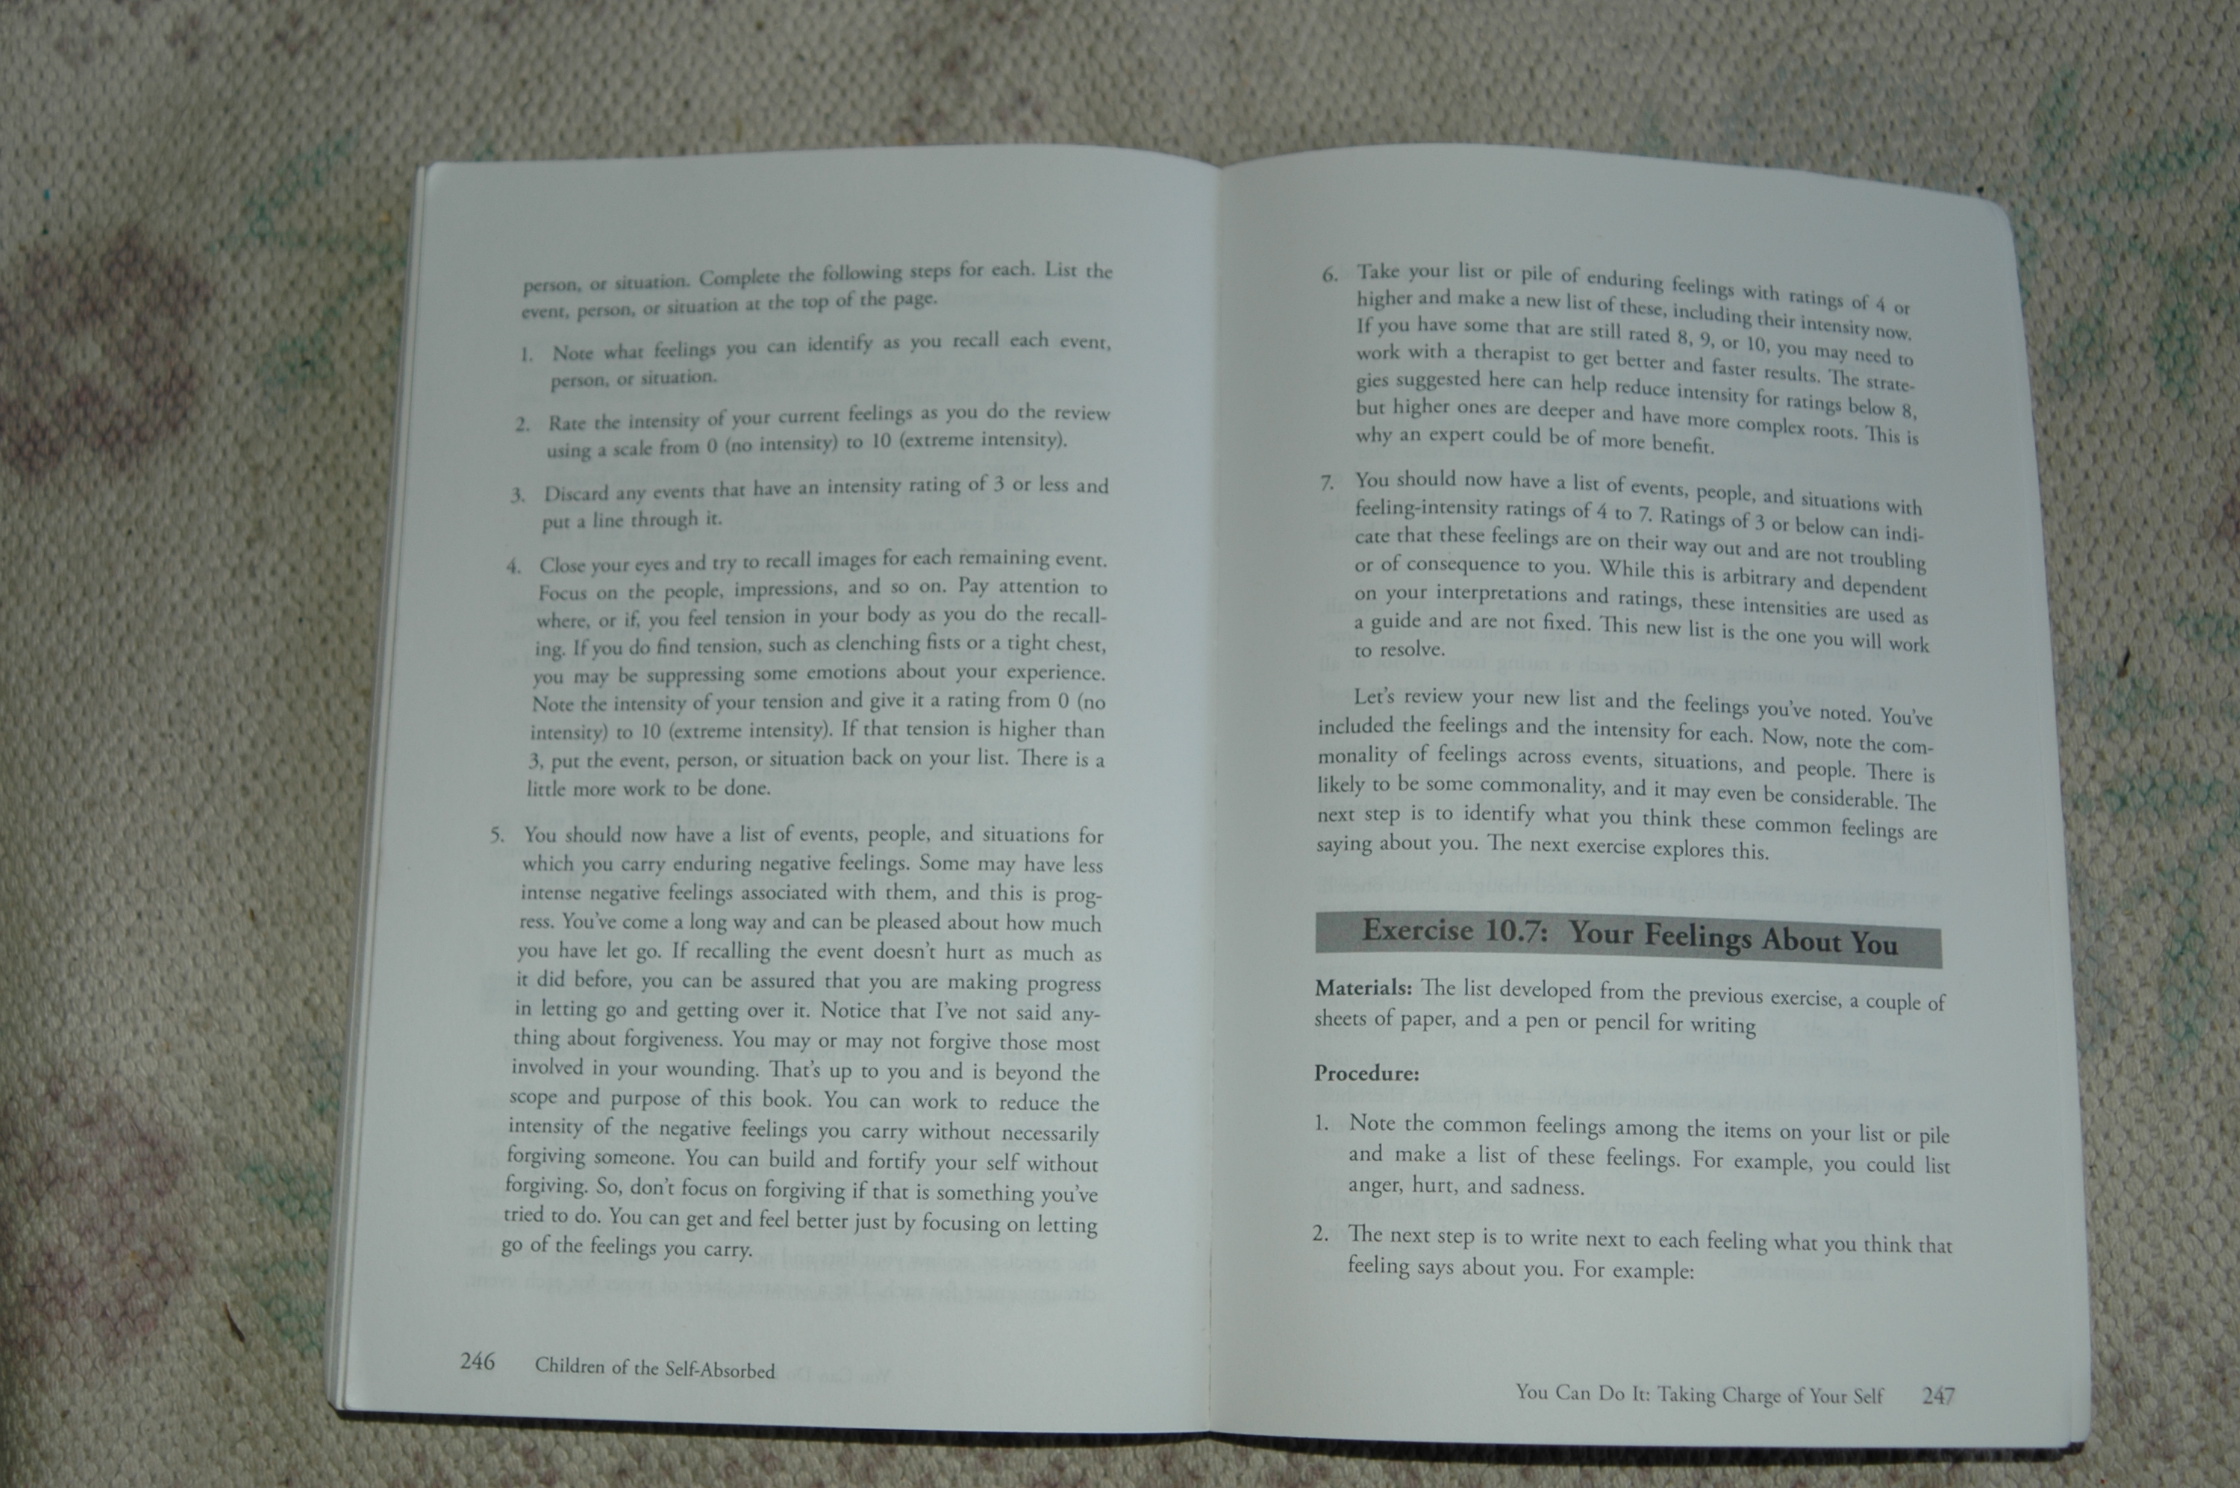 person, or situation. Complete the following steps for each. List the
event, person, or situation at the top of the page.
1. Note what feelings you can identify as you recall each event,
person, or situation.
2. Rate the intensity of your current feelings as you do the review
using a scale from 0 (no intensity) to 10 (extreme intensity).
3. Discard any events that have an intensity rating of 3 or less and
put a line through it.
4. Close your eyes and try to recall images for each remaining event.
Focus on the people, impressions, and so on. Pay attention to
where, or if, you feel tension in your body as you do the recall-
ing. If you do find tension, such as clenching fists or a tight chest,
you may be suppressing some emotions about your experience.
Note the intensity of your tension and give it a rating from 0 (no
intensity) to 10 (extreme intensity). If that tension is higher than
3, put the event, person, or situation back on your list. There is a
little more work to be done.
5. You should now have a list of events, people, and situations for
which you carry enduring negative feelings. Some may have less
intense negative feelings associated with them, and this is prog-
ress. You've come a long way and can be pleased about how much
you have let go. If recalling the event doesn't hurt as much as
it did before, you can be assured that you are making progress
in letting go and getting over it. Notice that I've not said any-
thing about forgiveness. You may or may not forgive those most
involved in your wounding. That's up to you and is beyond the
scope and purpose of this book. You can work to reduce the
intensity of the negative feelings you carry without necessarily
forgiving someone. You can build and fortify your self without
forgiving. So, don't focus on forgiving if that is something you've
tried to do. You can get and feel better just by focusing on letting
go of the feelings you carry.
246 Children of the Self-Absorbed
6. Take your list or pile of enduring feelings with ratings of 4 or
higher and make a new list of these, including their intensity now.
If you have some that are still rated 8, 9, or 10, you may need to
work with a therapist to get better and faster results. The strate-
gies suggested here can help reduce intensity for ratings below 8,
but higher ones are deeper and have more complex roots. This is
why an expert could be of more benefit.
7. You should now have a list of events, people, and situations with
feeling-intensity ratings of 4 to 7. Ratings of 3 or below can indi-
cate that these feelings are on their way out and are not troubling
or of consequence to you. While this is arbitrary and dependent
on your interpretations and ratings, these intensities are used as
a guide and are not fixed. This new list is the one you will work
to resolve.
Let's review your new list and the feelings you've noted. You've
included the feelings and the intensity for each. Now, note the com-
monality of feelings across events, situations, and people. There is
likely to be some commonality, and it may even be considerable. The
next step is to identify what you think these common feelings are
saying about you. The next exercise explores this.
Exercise 10.7: Your Feelings About You
Materials: The list developed from the previous exercise, a couple of
sheets of paper, and a pen or pencil for writing
Procedure:
1. Note the common feelings among the items on your list or pile
and make a list of these feelings. For example, you could list
anger, hurt, and sadness.
2. The next step is to write next to each feeling what you think that
feeling says about you. For example:
You Can Do It: Taking Charge of Your Self 247